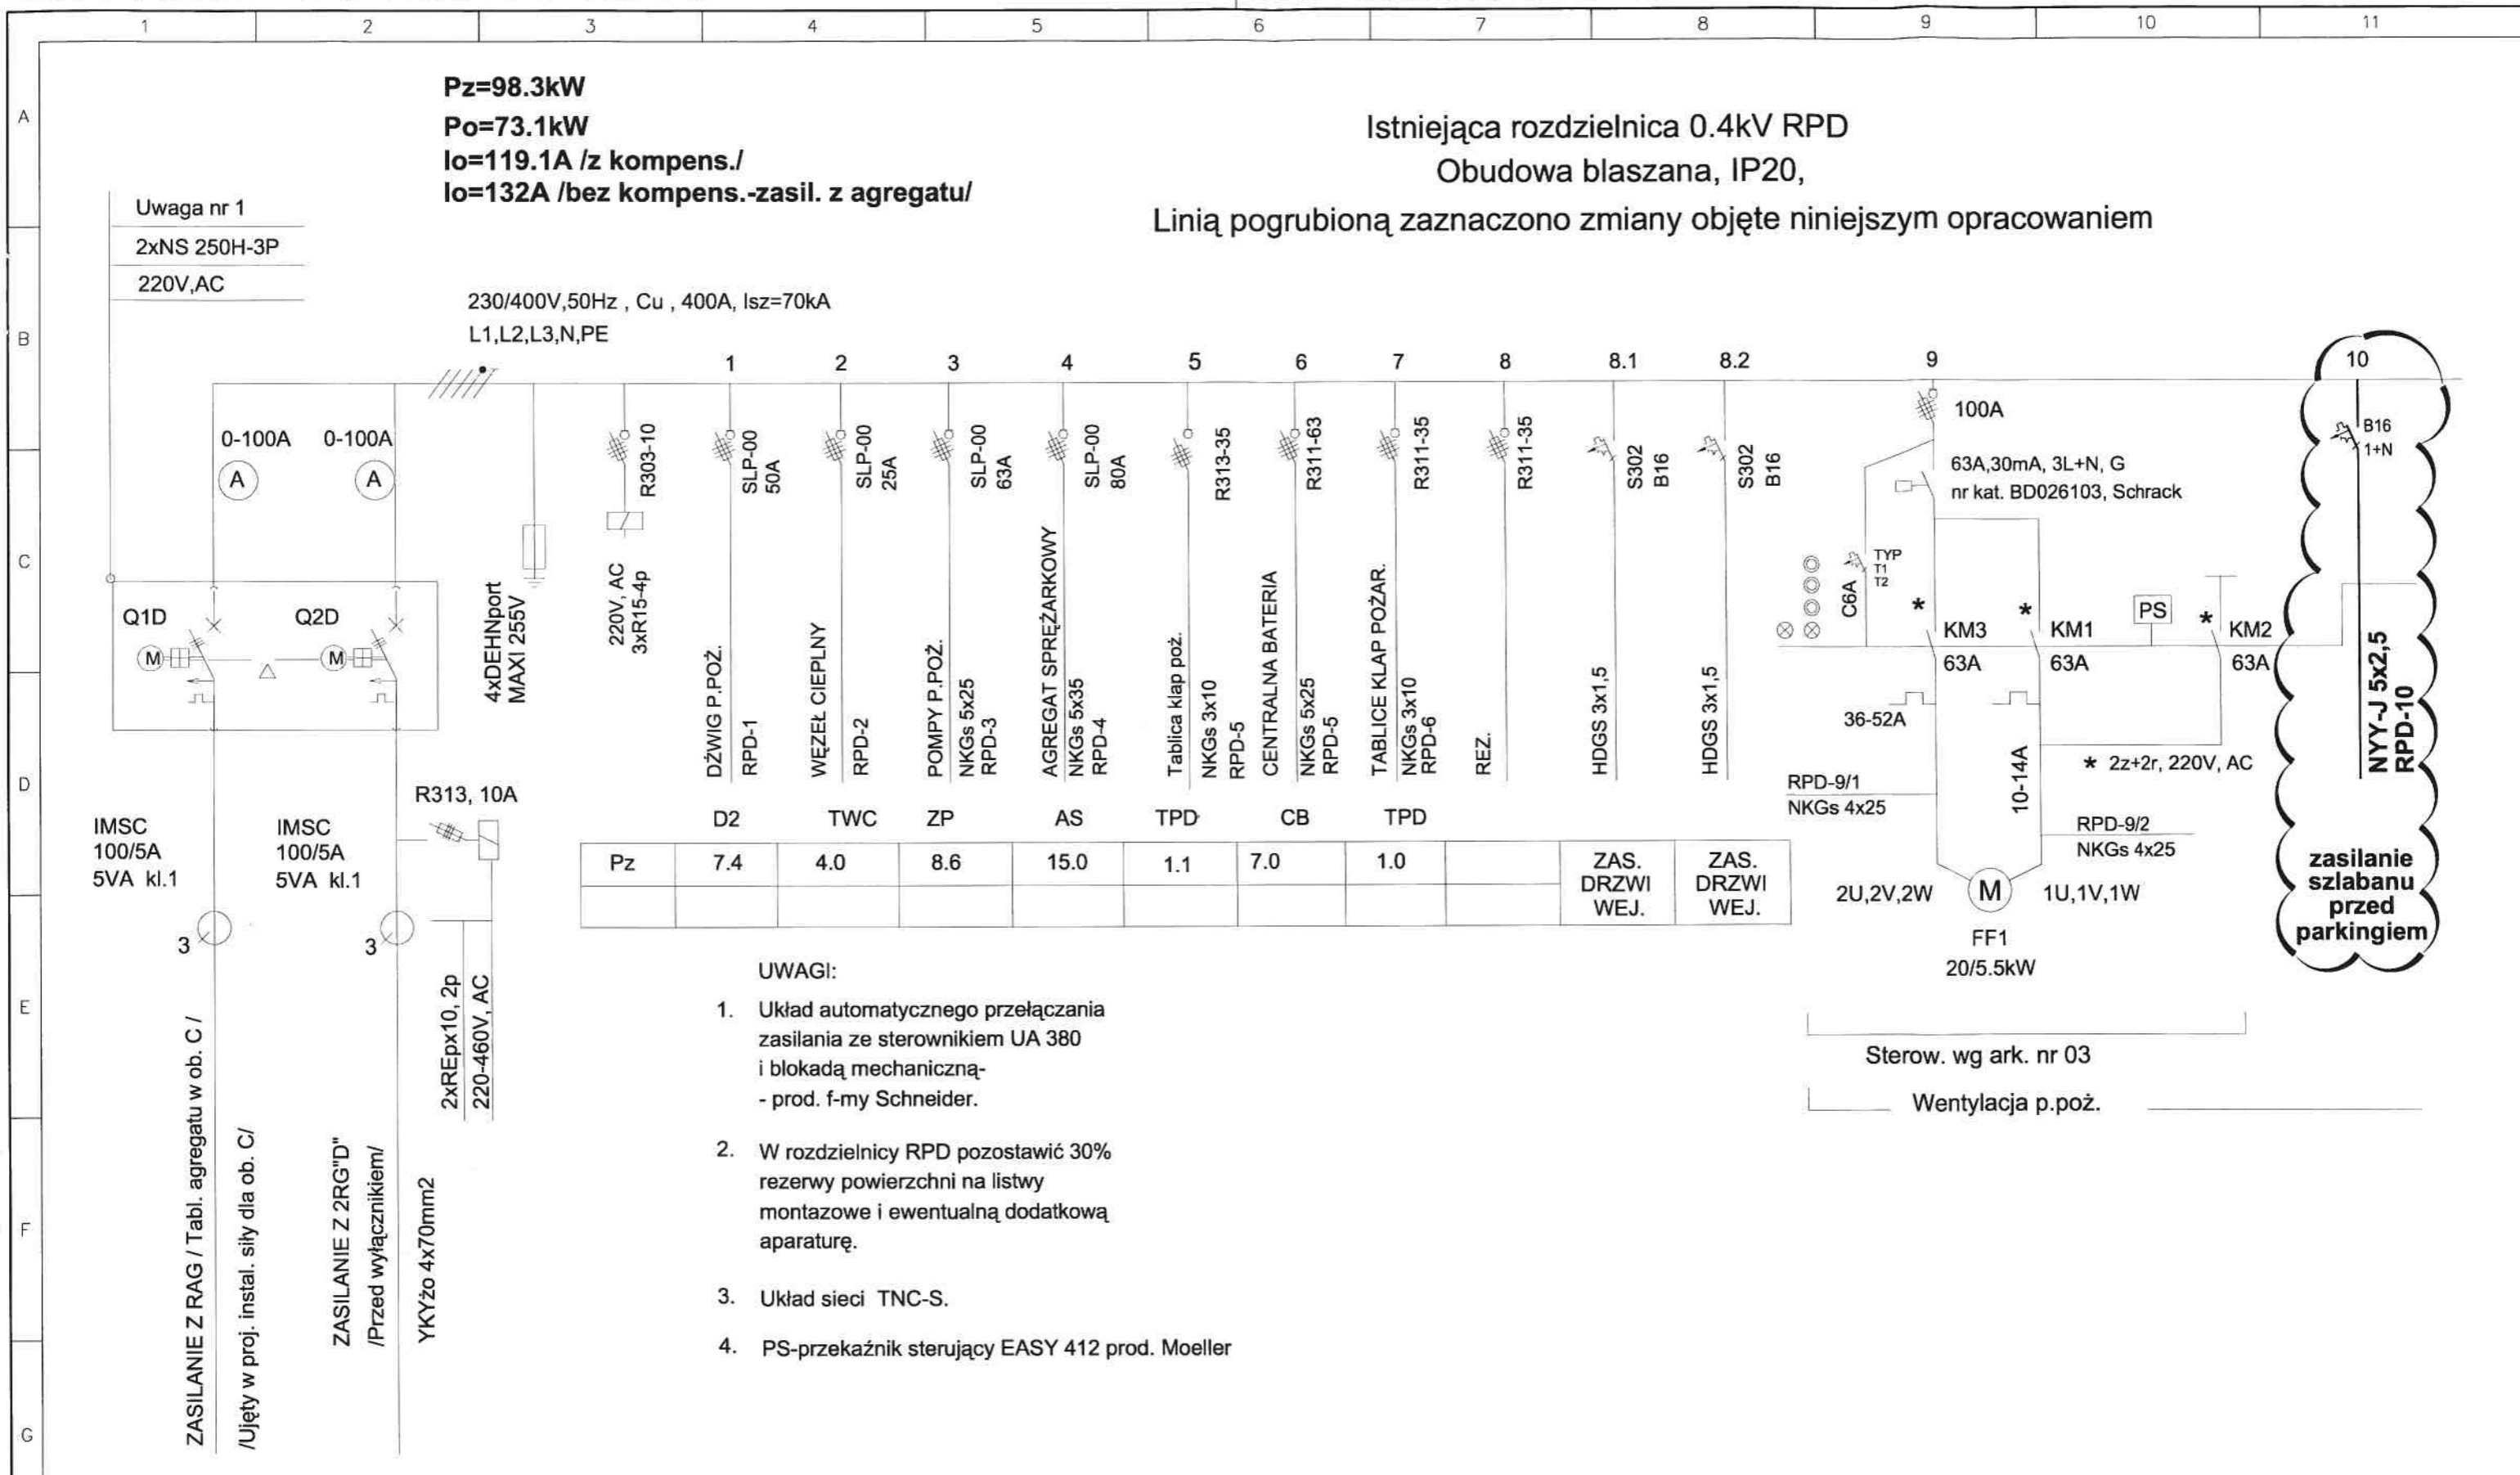 1 2 3 4 5 6 7 8 9 10 11
A
B
C
D
E
F
G
Pz=98.3kW
Po=73.1kW
Io=119.1A /z kompens./
Io=132A /bez kompens.-zasil. z agregatu/
Istniejąca rozdzielnica 0.4kV RPD
Obudowa blaszana, IP20,
Linią pogrubioną zaznaczono zmiany objęte niniejszym opracowaniem
Uwaga nr 1
2xNS 250H-3P
220V,AC
230/400V,50Hz , Cu , 400A, Isz=70kA
L1,L2,L3,N,PE
1 2 3 4 5 6 7 8 8.1 8.2 9 10
0-100A
0-100A
A
A
Q1D
Q2D
M
M
IMSC
100/5A
5VA kl.1
IMSC
100/5A
5VA kl.1
3
3
R313, 10A
2xREpx10, 2p
220-460V, AC
ZASILANIE Z RAG / Tabl. agregatu w ob. C /
/Ujęty w proj. instal. siły dla ob. C/
ZASILANIE Z 2RG"D"
/Przed wyłącznikiem/
YKYżo 4x70mm2
4xDEHNport
MAXI 255V
R303-10
220V, AC
3xR15-4p
SLP-00
50A
DŹWIG P.POŻ.
RPD-1
SLP-00
25A
WĘZEŁ CIEPLNY
RPD-2
SLP-00
63A
POMPY P.POŻ.
NKGs 5x25
RPD-3
SLP-00
80A
AGREGAT SPRĘŻARKOWY
NKGs 5x35
RPD-4
R313-35
Tablica klap poż.
NKGs 3x10
RPD-5
R311-63
CENTRALNA BATERIA
NKGs 5x25
RPD-5
R311-35
TABLICE KLAP POŻAR.
NKGs 3x10
RPD-6
R311-35
REZ.
S302
B16
HDGS 3x1,5
S302
B16
HDGS 3x1,5
D2 TWC ZP AS TPD CB TPD
Pz 7.4 4.0 8.6 15.0 1.1 7.0 1.0
ZAS.
DRZWI
WEJ.
ZAS.
DRZWI
WEJ.
100A
63A,30mA, 3L+N, G
nr kat. BD026103, Schrack
C6A
TYP
T1
T2
* KM3
63A
* KM1
63A
PS
* KM2
63A
36-52A
10-14A
* 2z+2r, 220V, AC
RPD-9/1
NKGs 4x25
RPD-9/2
NKGs 4x25
2U,2V,2W M 1U,1V,1W
FF1
20/5.5kW
Sterow. wg ark. nr 03
Wentylacja p.poż.
B16
1+N
NYY-J 5x2,5
RPD-10
zasilanie
szlabanu
przed
parkingiem
UWAGI:
1. Układ automatycznego przełączania
zasilania ze sterownikiem UA 380
i blokadą mechaniczną-
- prod. f-my Schneider.
2. W rozdzielnicy RPD pozostawić 30%
rezerwy powierzchni na listwy
montazowe i ewentualną dodatkową
aparaturę.
3. Układ sieci TNC-S.
4. PS-przekaźnik sterujący EASY 412 prod. Moeller